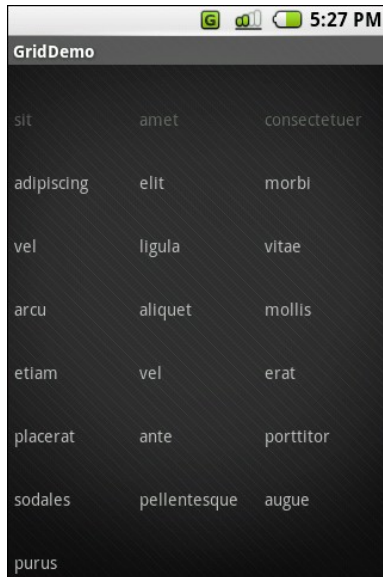 G 5:27 PM
GridDemo
sit amet consectetuer
adipiscing elit morbi
vel ligula vitae
arcu aliquet mollis
etiam vel erat
placerat ante porttitor
sodales pellentesque augue
purus